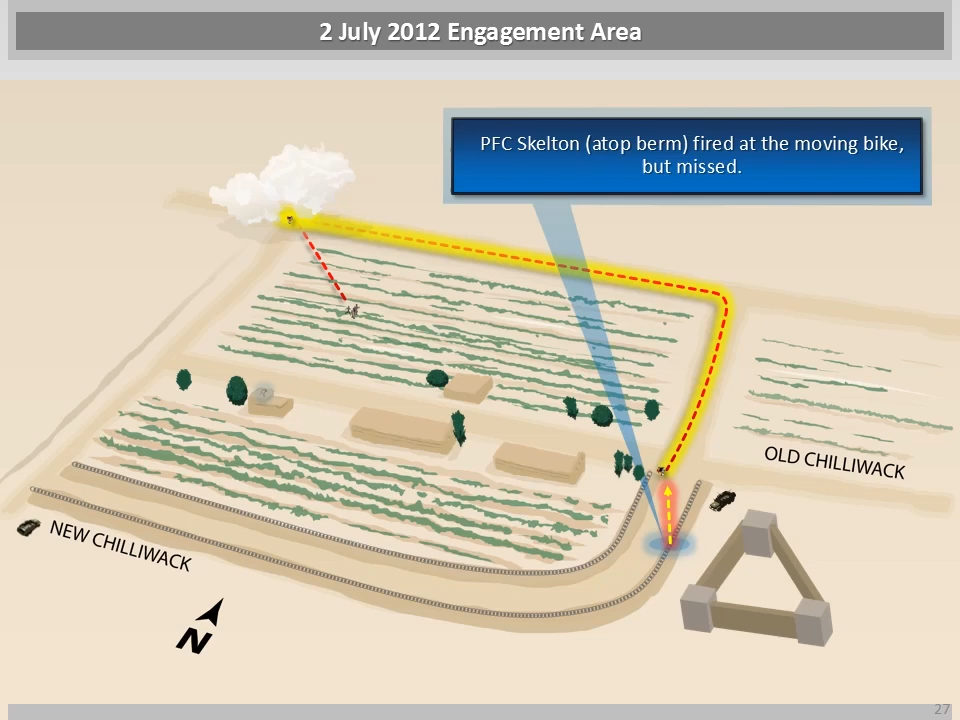 2 July 2012 Engagement Area
PFC Skelton (atop berm) fired at the moving bike,
but missed.
OLD CHILLIWACK
NEW CHILLIWACK
N
27